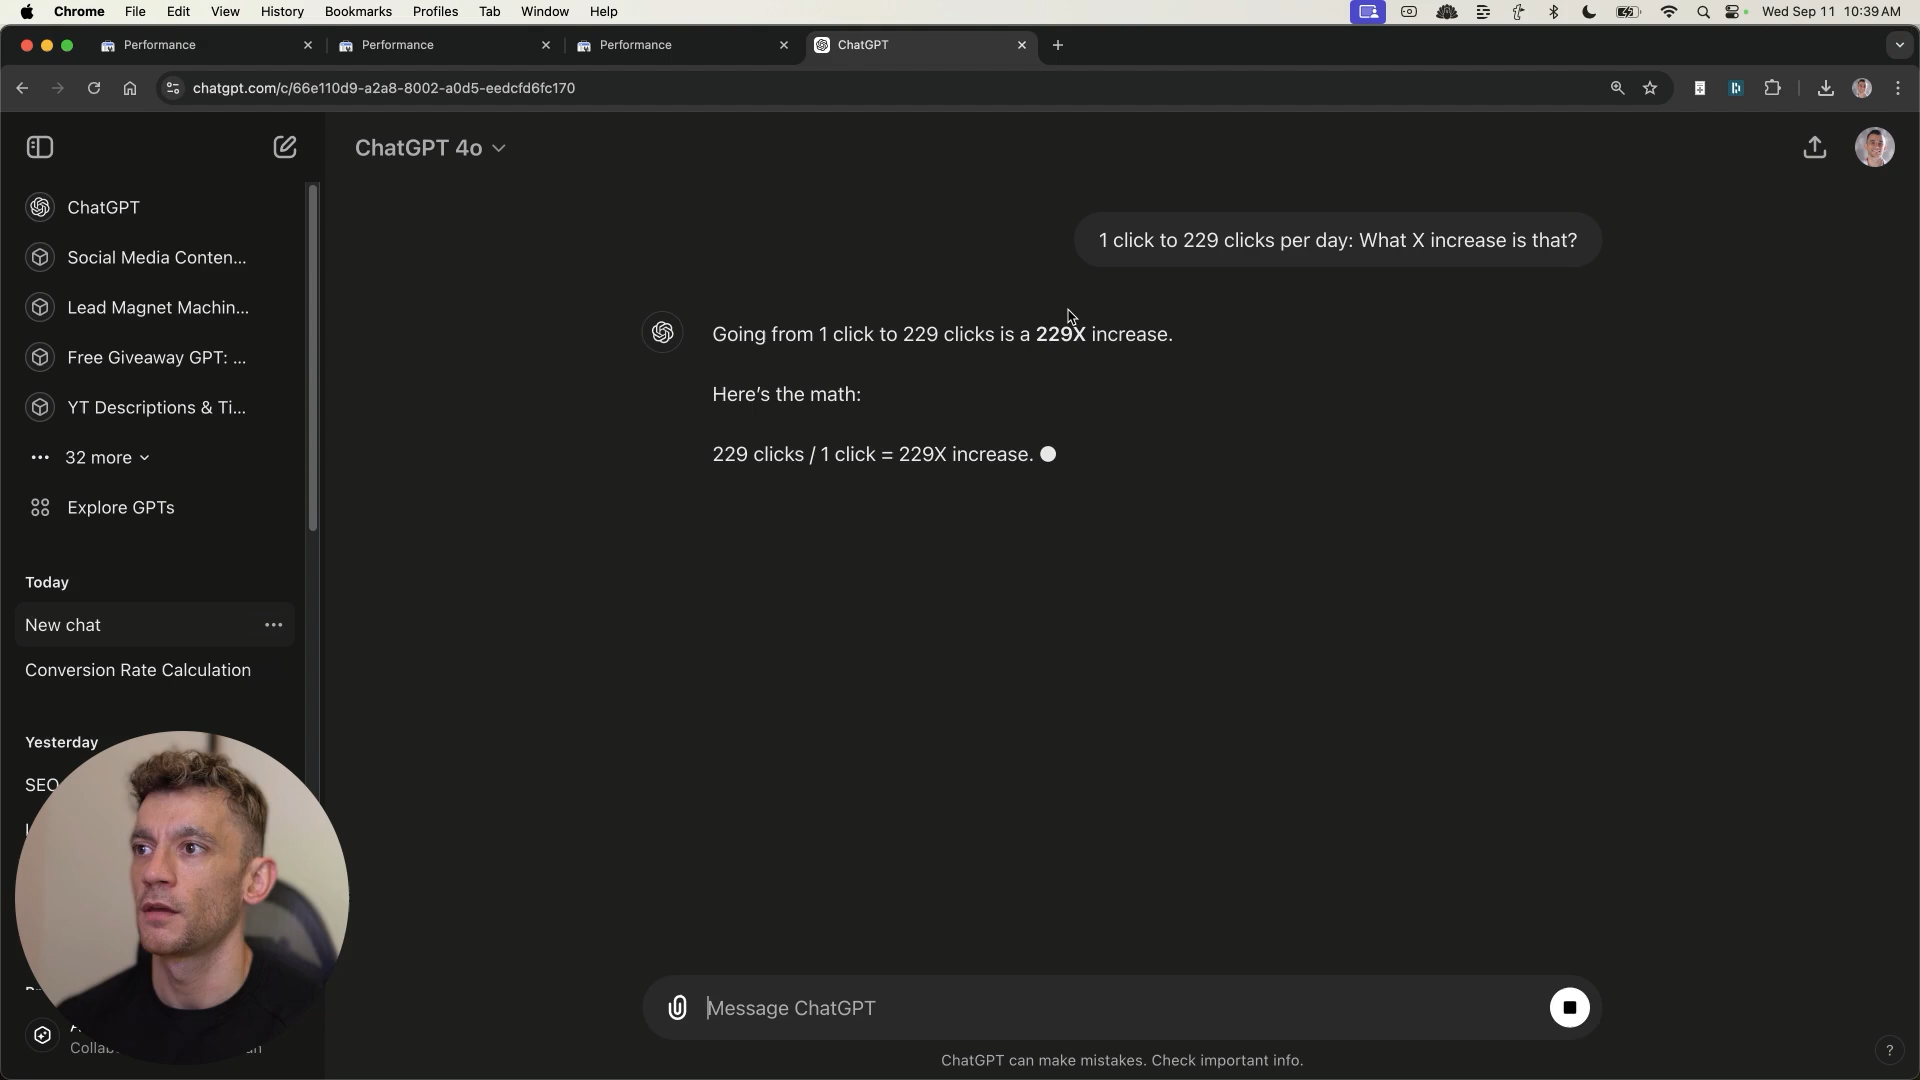 Chrome File Edit View History Bookmarks Profiles Tab Window Help Wed Sep 11 10:39 AM
Performance Performance Performance ChatGPT
chatgpt.com/c/66e110d9-a2a8-8002-a0d5-eedcfd6fc170
ChatGPT 4o
ChatGPT
Social Media Conten...
Lead Magnet Machin...
Free Giveaway GPT: ...
YT Descriptions & Ti...
32 more
Explore GPTs
Today
New chat
Conversion Rate Calculation
Yesterday
SEO
1 click to 229 clicks per day: What X increase is that?
Going from 1 click to 229 clicks is a 229X increase.
Here's the math:
229 clicks / 1 click = 229X increase.
Message ChatGPT
ChatGPT can make mistakes. Check important info.
?